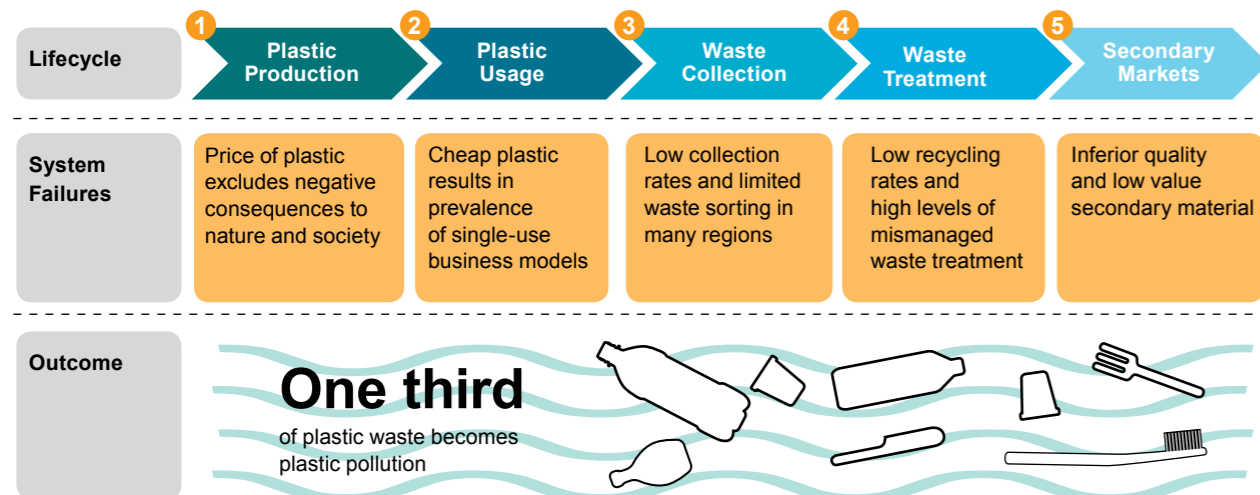 Lifecycle
1
Plastic
Production
2
Plastic
Usage
3
Waste
Collection
4
Waste
Treatment
5
Secondary
Markets
System
Failures
Price of plastic
excludes negative
consequences to
nature and society
Cheap plastic
results in
prevalence
of single-use
business models
Low collection
rates and limited
waste sorting in
many regions
Low recycling
rates and
high levels of
mismanaged
waste treatment
Inferior quality
and low value
secondary material
Outcome
One third
of plastic waste becomes
plastic pollution